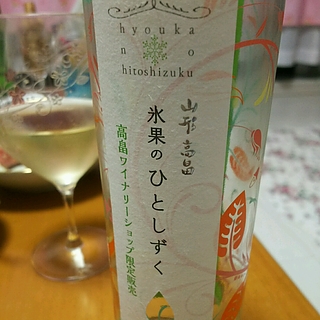 hyouka
no
hitoshizuku
山形高畠
氷果のひとしずく
高畠ワイナリーショップ限定販売